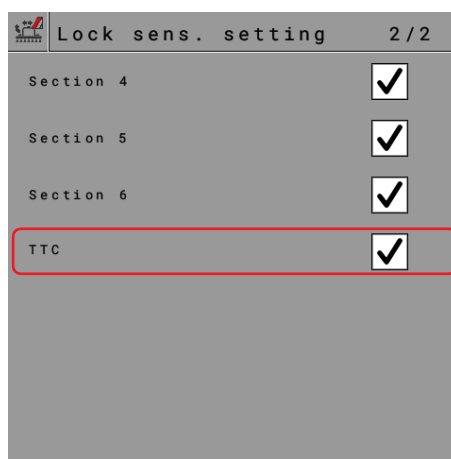 Lock sens. setting 2/2
Section 4
Section 5
Section 6
TTC